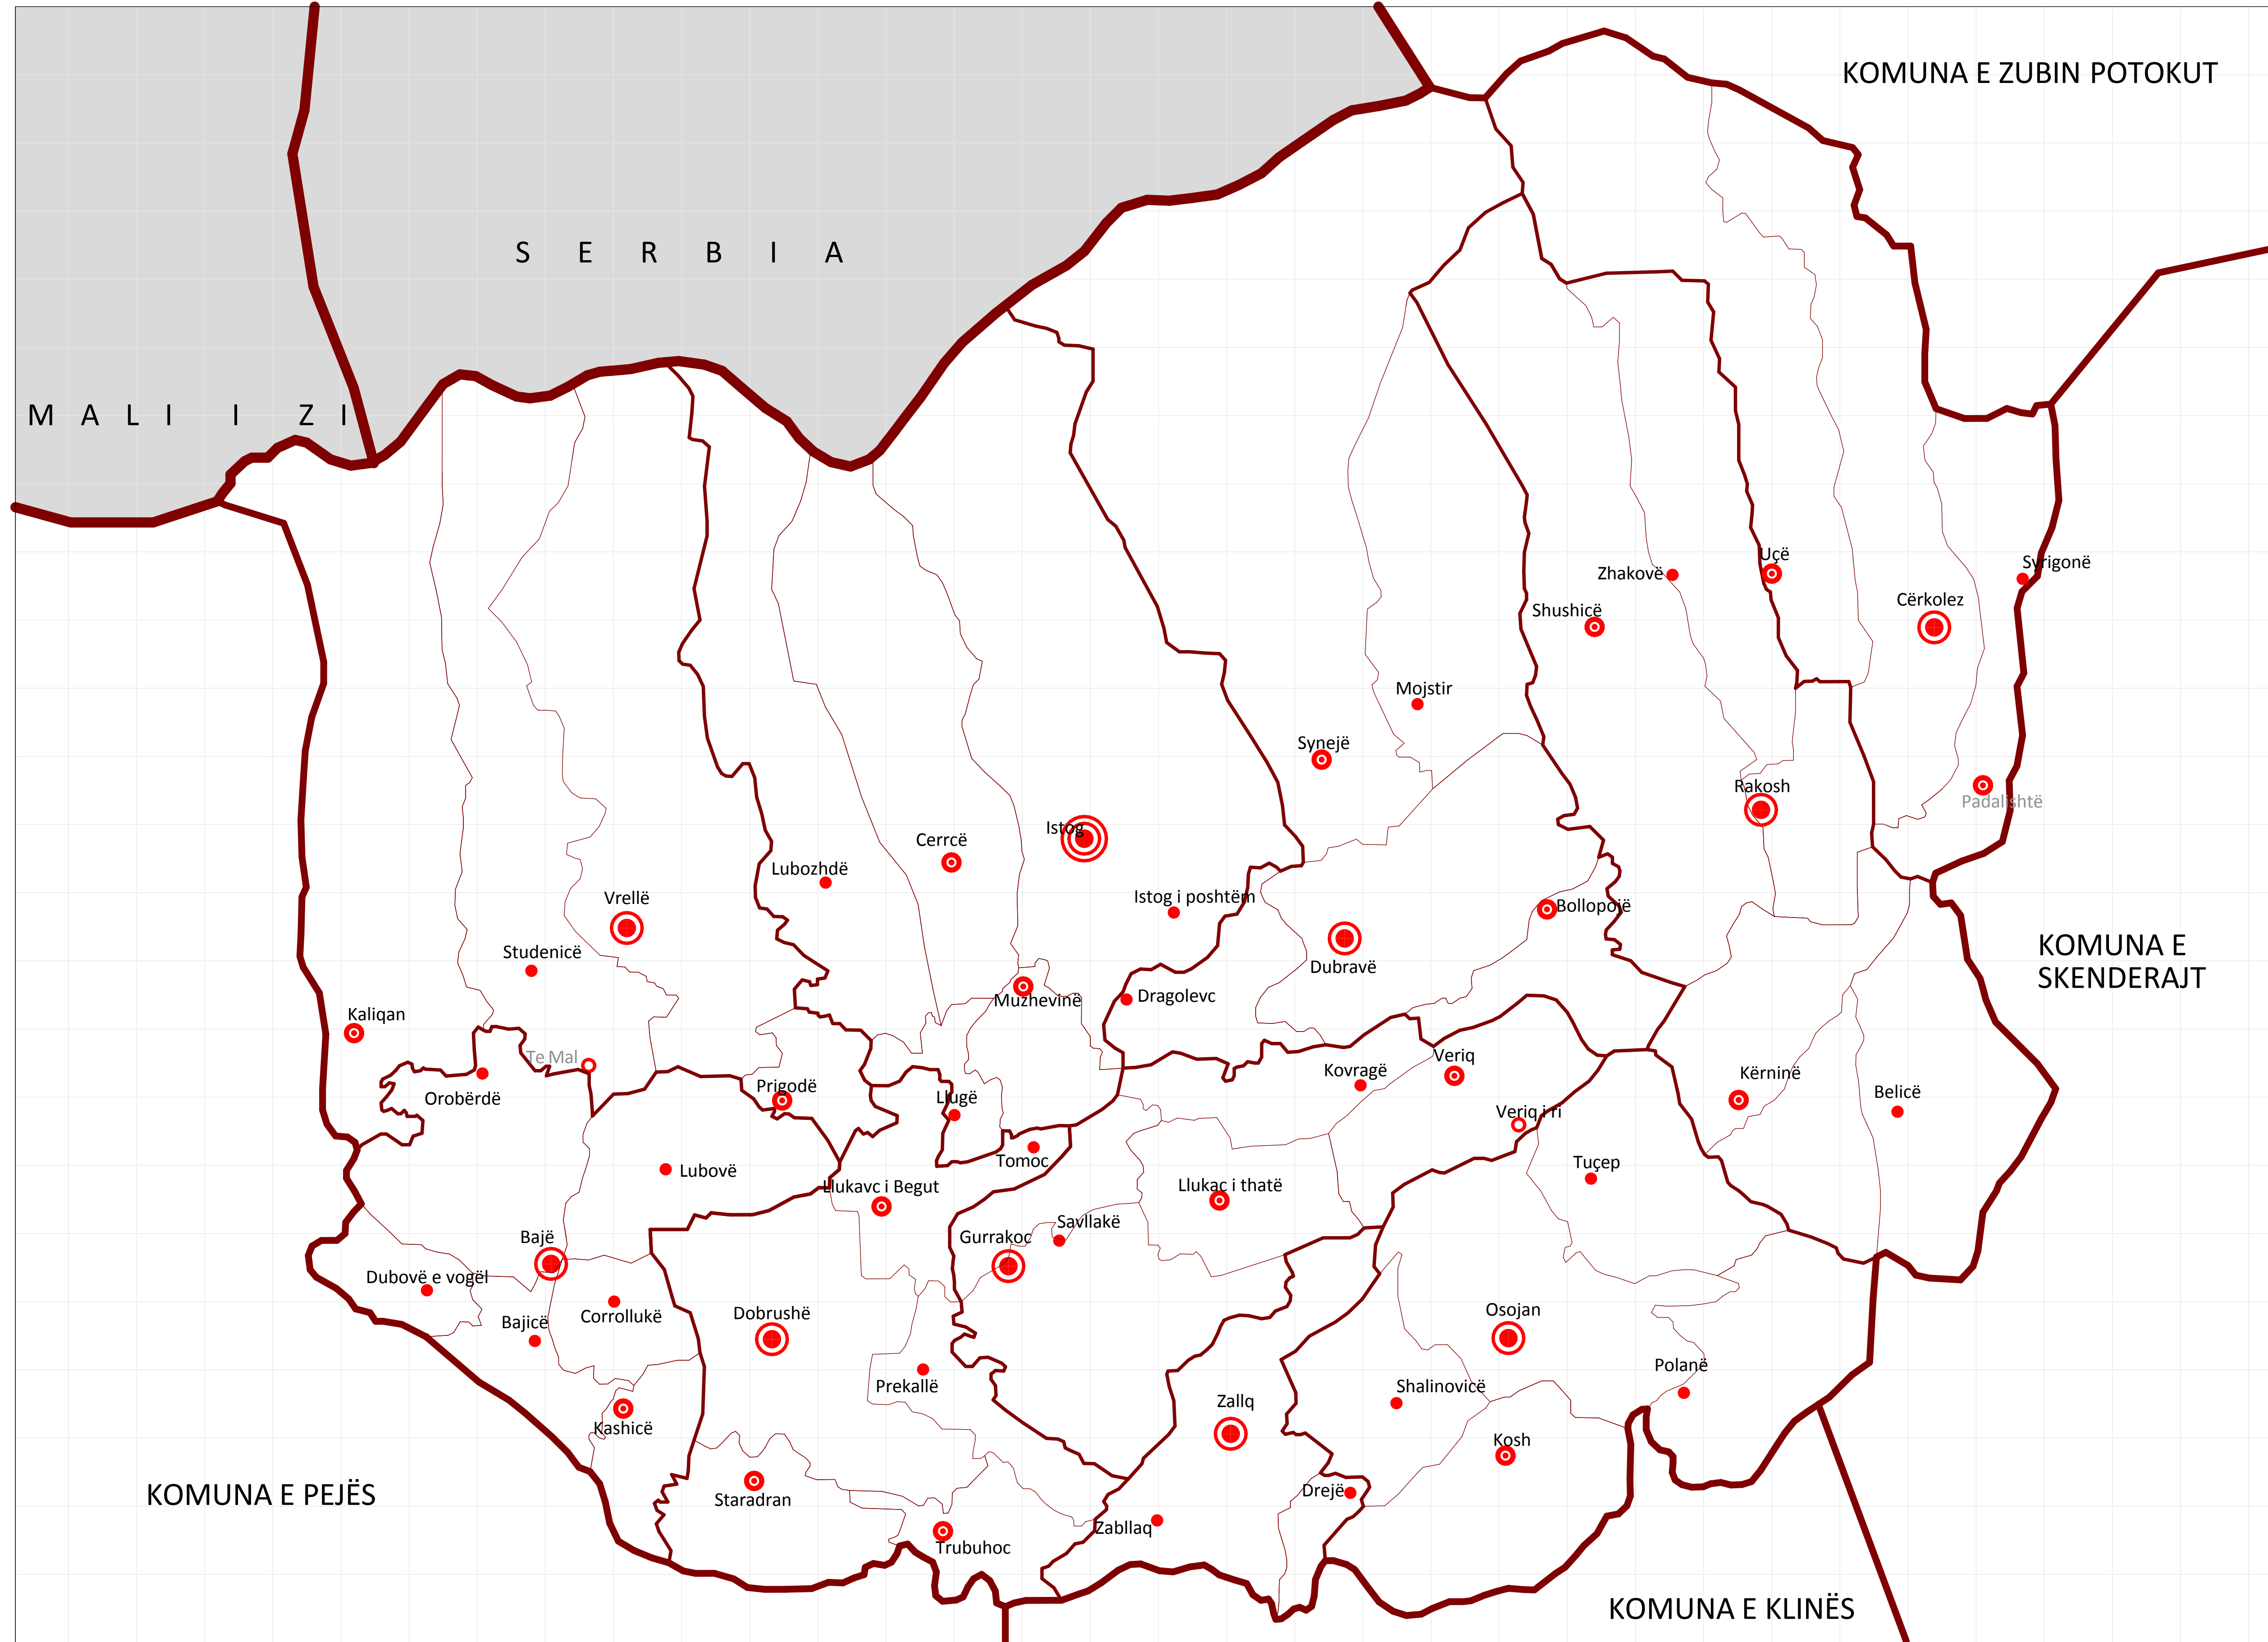 KOMUNA E ZUBIN POTOKUT
S E R B I A
M A L I I Z I
Uçë
Syrigonë
Zhakovë
Cërkolez
Shushicë
Mojstir
Synejë
Rakosh
Padalishtë
Istog
Cerrcë
Lubozhdë
Istog i poshtëm
Vrellë
Bollopojë
Studenicë
Dubravë
KOMUNA E
SKENDERAJT
Muzhevinë
Dragolevc
Kaliqan
Te Mal
Veriq
Kovragë
Kërninë
Prigodë
Orobërdë
Llugë
Belicë
Veriq i ri
Tomoc
Tuçep
Lubovë
Llukavc i Begut
Llukac i thatë
Savllakë
Bajë
Gurrakoc
Dubovë e vogël
Osojan
Dobrushë
Corrollukë
Bajicë
Polanë
Prekallë
Shalinovicë
Zallq
Kashicë
Kosh
KOMUNA E PEJËS
Staradran
Drejë
Zabllaq
Trubuhoc
KOMUNA E KLINËS